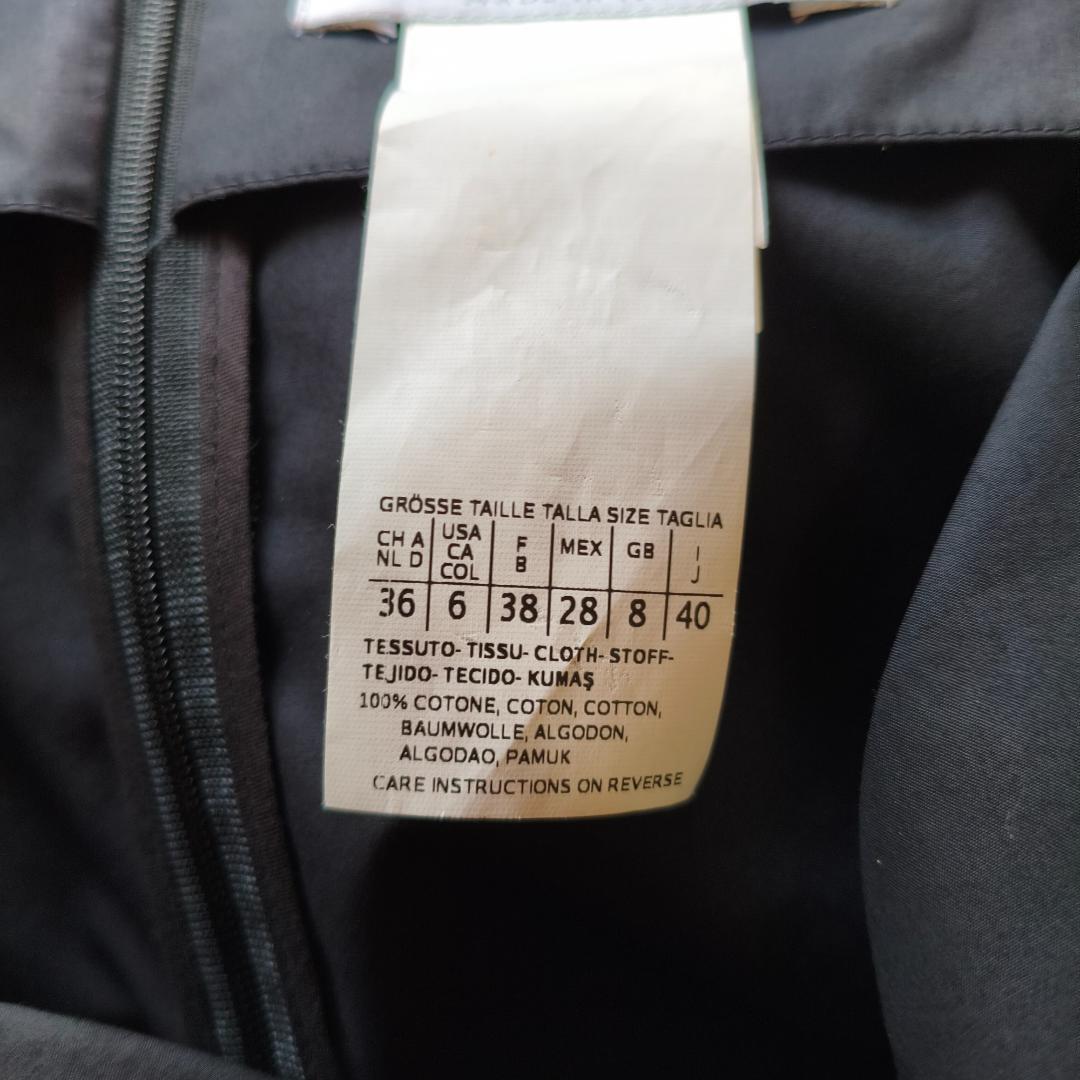 GRÖSSE TAILLE TALLA SIZE TAGLIA
CH A USA F MEX GB I
NL D CA B J
COL
36 6 38 28 8 40
TESSUTO- TISSU- CLOTH- STOFF-
TEJIDO- TECIDO- KUMAŞ
100% COTONE, COTON, COTTON,
BAUMWOLLE, ALGODON,
ALGODAO, PAMUK
CARE INSTRUCTIONS ON REVERSE